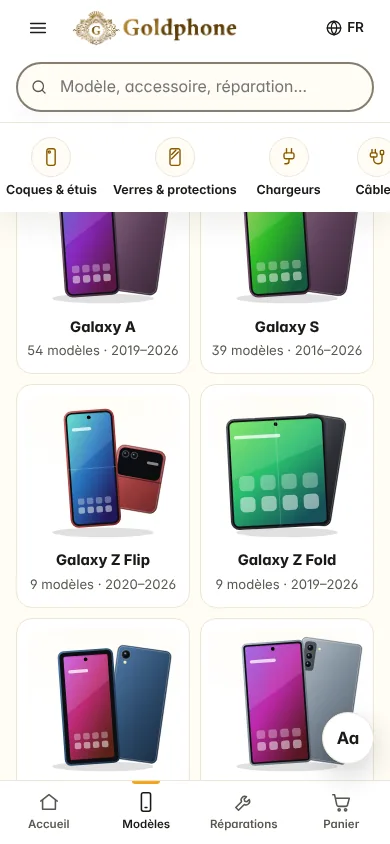 G
Goldphone
FR
Modèle, accessoire, réparation...
Coques & étuis
Verres & protections
Chargeurs
Câble
Galaxy A
54 modèles · 2019–2026
Galaxy S
39 modèles · 2016–2026
Galaxy Z Flip
9 modèles · 2020–2026
Galaxy Z Fold
9 modèles · 2019–2026
Aa
Accueil
Modèles
Réparations
Panier